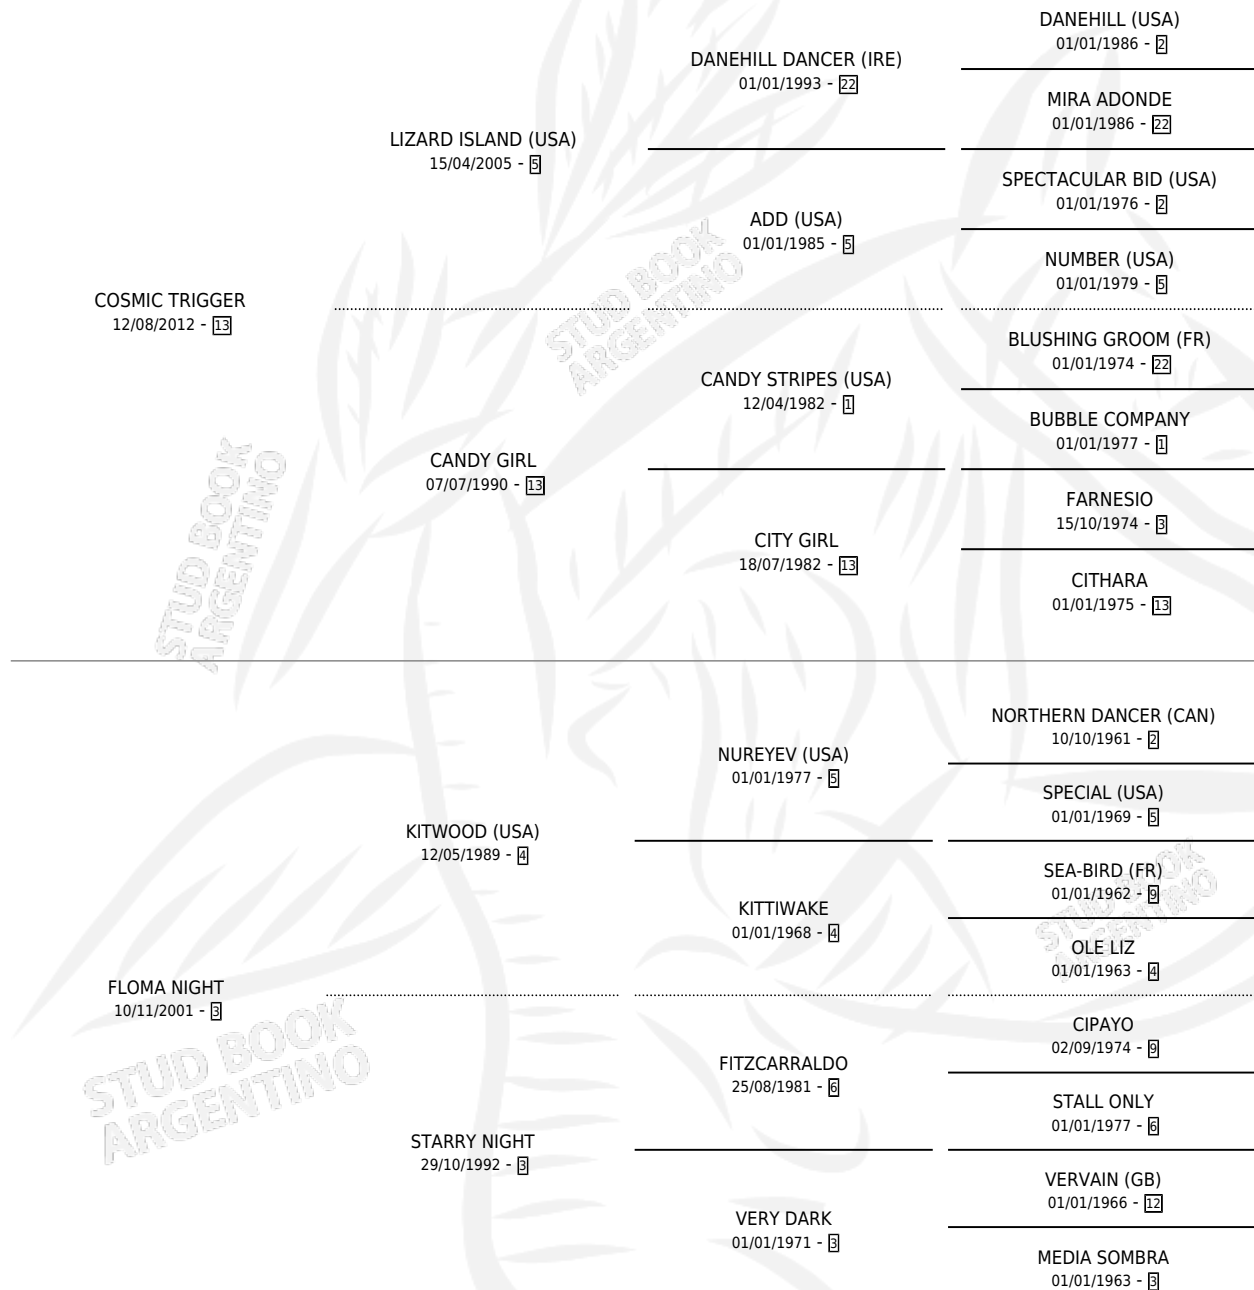 DANEHILL (USA)
01/01/1986 - 2
DANEHILL DANCER (IRE)
01/01/1993 - 22
MIRA ADONDE
01/01/1986 - 22
LIZARD ISLAND (USA)
15/04/2005 - 5
SPECTACULAR BID (USA)
01/01/1976 - 2
ADD (USA)
01/01/1985 - 5
NUMBER (USA)
01/01/1979 - 5
COSMIC TRIGGER
12/08/2012 - 13
BLUSHING GROOM (FR)
01/01/1974 - 22
CANDY STRIPES (USA)
12/04/1982 - 1
BUBBLE COMPANY
01/01/1977 - 1
CANDY GIRL
07/07/1990 - 13
FARNESIO
15/10/1974 - 3
CITY GIRL
18/07/1982 - 13
CITHARA
01/01/1975 - 13
NORTHERN DANCER (CAN)
10/10/1961 - 2
NUREYEV (USA)
01/01/1977 - 5
SPECIAL (USA)
01/01/1969 - 5
KITWOOD (USA)
12/05/1989 - 4
SEA-BIRD (FR)
01/01/1962 - 9
KITTIWAKE
01/01/1968 - 4
OLE LIZ
01/01/1963 - 4
FLOMA NIGHT
10/11/2001 - 3
CIPAYO
02/09/1974 - 9
FITZCARRALDO
25/08/1981 - 6
STALL ONLY
01/01/1977 - 6
STARRY NIGHT
29/10/1992 - 3
VERVAIN (GB)
01/01/1966 - 12
VERY DARK
01/01/1971 - 3
MEDIA SOMBRA
01/01/1963 - 3
STUD BOOK
ARGENTINO
STUD BOOK
ARGENTINO
STUD BOOK
ARGENTINO
STUD BOOK
ARGENTINO